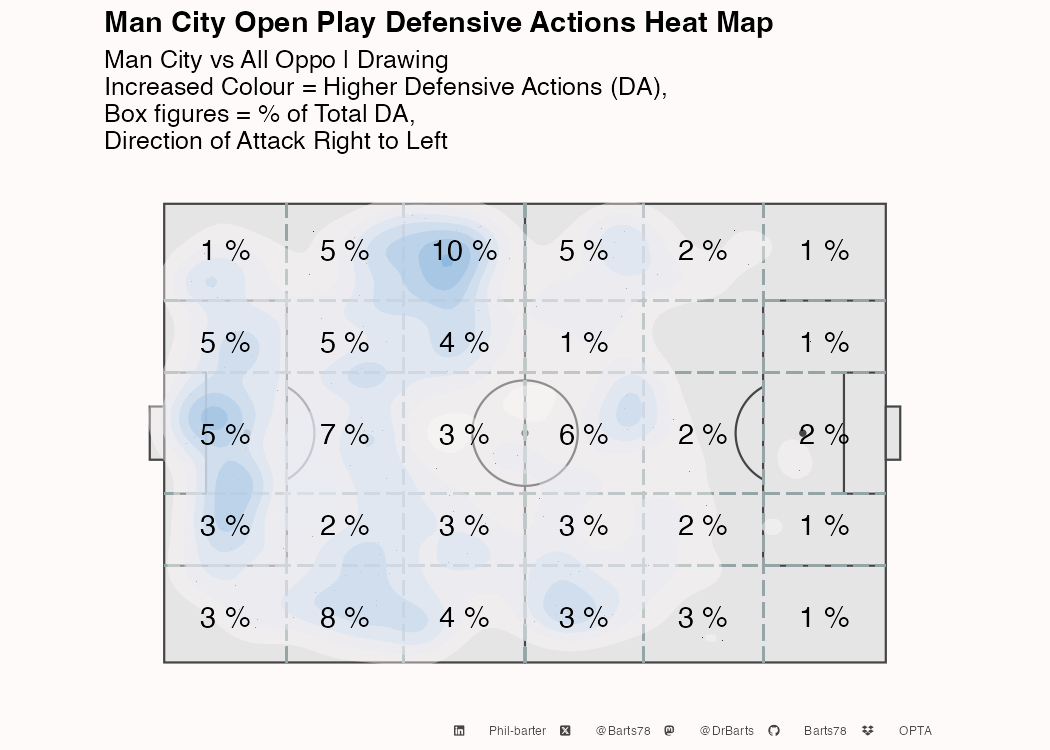 Man City Open Play Defensive Actions Heat Map
Man City vs All Oppo | Drawing
Increased Colour = Higher Defensive Actions (DA),
Box figures = % of Total DA,
Direction of Attack Right to Left
1 % 5 % 10 % 5 % 2 % 1 %
5 % 5 % 4 % 1 % 1 %
5 % 7 % 3 % 6 % 2 % 2 %
3 % 2 % 3 % 3 % 2 % 1 %
3 % 8 % 4 % 3 % 3 % 1 %
Phil-barter @Barts78 @DrBarts Barts78 OPTA